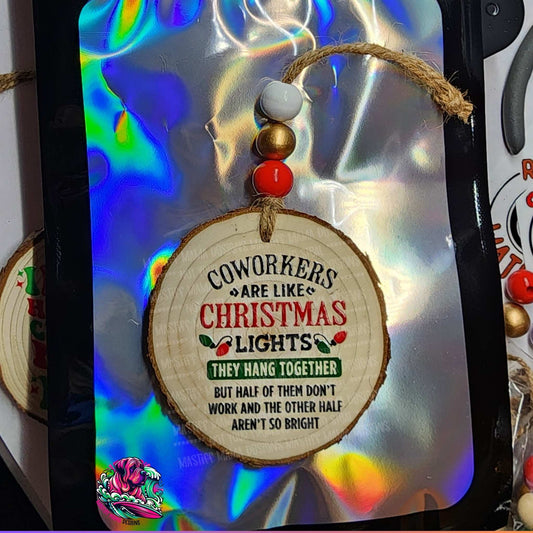 COWORKERS
ARE LIKE
CHRISTMAS
LIGHTS
THEY HANG TOGETHER
BUT HALF OF THEM DON'T
WORK AND THE OTHER HALF
AREN'T SO BRIGHT
DESIGNS